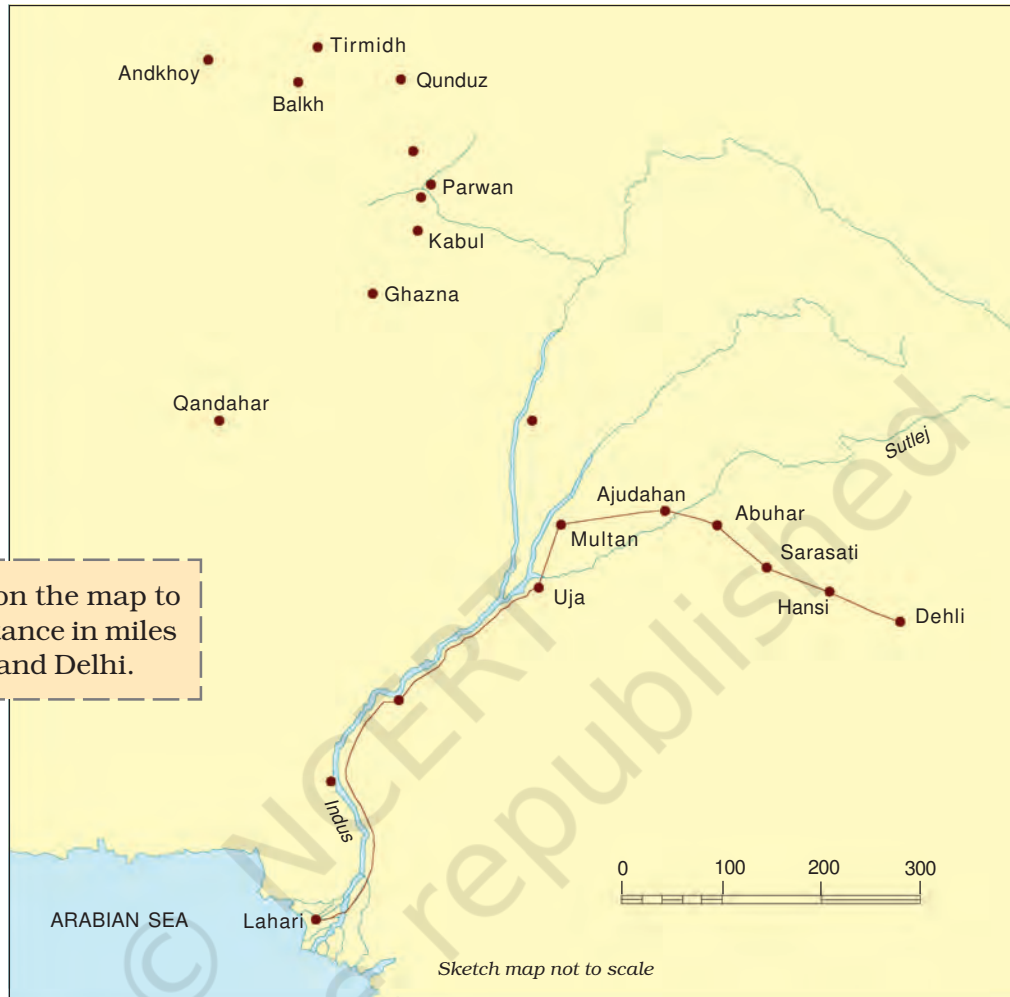 Tirmidh
Andkhoy
Balkh
Qunduz
Parwan
Kabul
Ghazna
Qandahar
Sutlej
Ajudahan
Abuhar
Multan
Sarasati
Uja
Hansi
Dehli
on the map to
tance in miles
and Delhi.
Indus
0 100 200 300
ARABIAN SEA
Lahari
Sketch map not to scale
© NCERT
republished